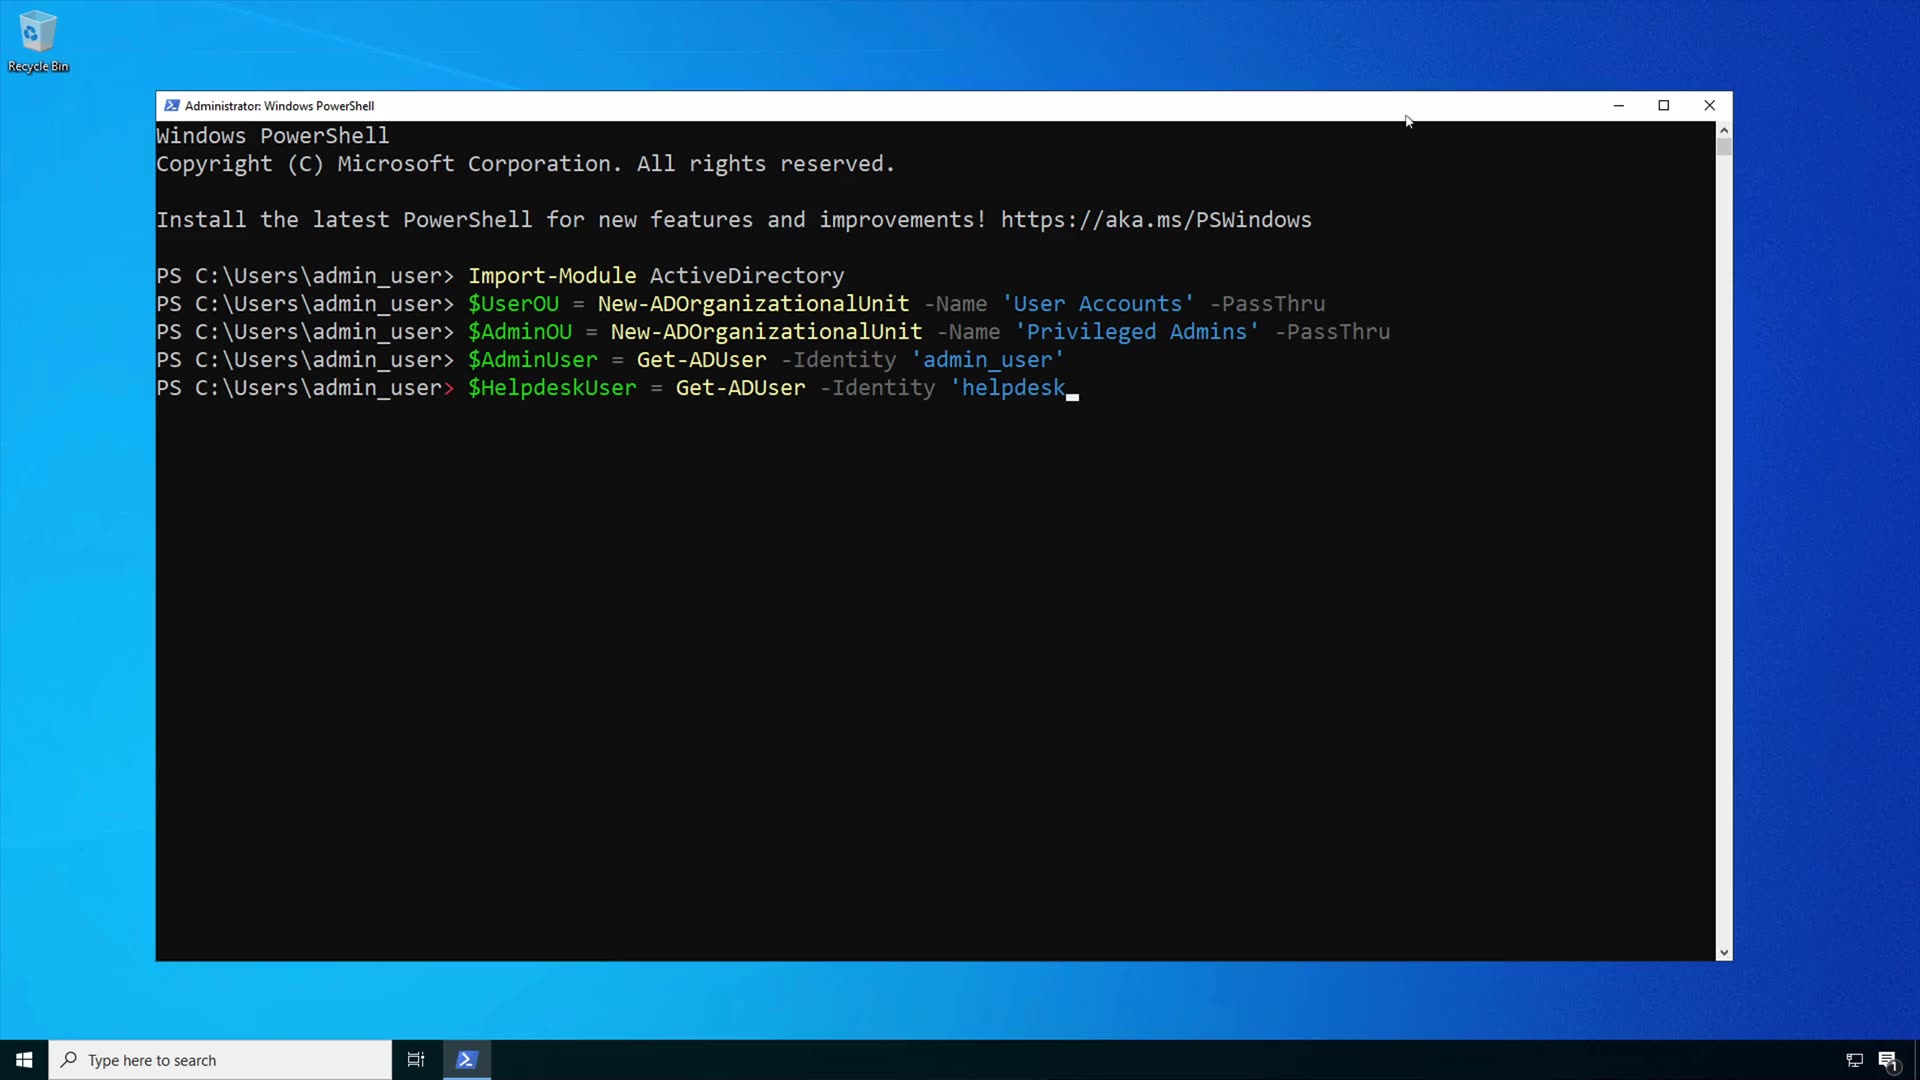 Recycle Bin
Administrator: Windows PowerShell
Windows PowerShell
Copyright (C) Microsoft Corporation. All rights reserved.
Install the latest PowerShell for new features and improvements! https://aka.ms/PSWindows
PS C:\Users\admin_user> Import-Module ActiveDirectory
PS C:\Users\admin_user> $UserOU = New-ADOrganizationalUnit -Name 'User Accounts' -PassThru
PS C:\Users\admin_user> $AdminOU = New-ADOrganizationalUnit -Name 'Privileged Admins' -PassThru
PS C:\Users\admin_user> $AdminUser = Get-ADUser -Identity 'admin_user'
PS C:\Users\admin_user> $HelpdeskUser = Get-ADUser -Identity 'helpdesk
Type here to search
1